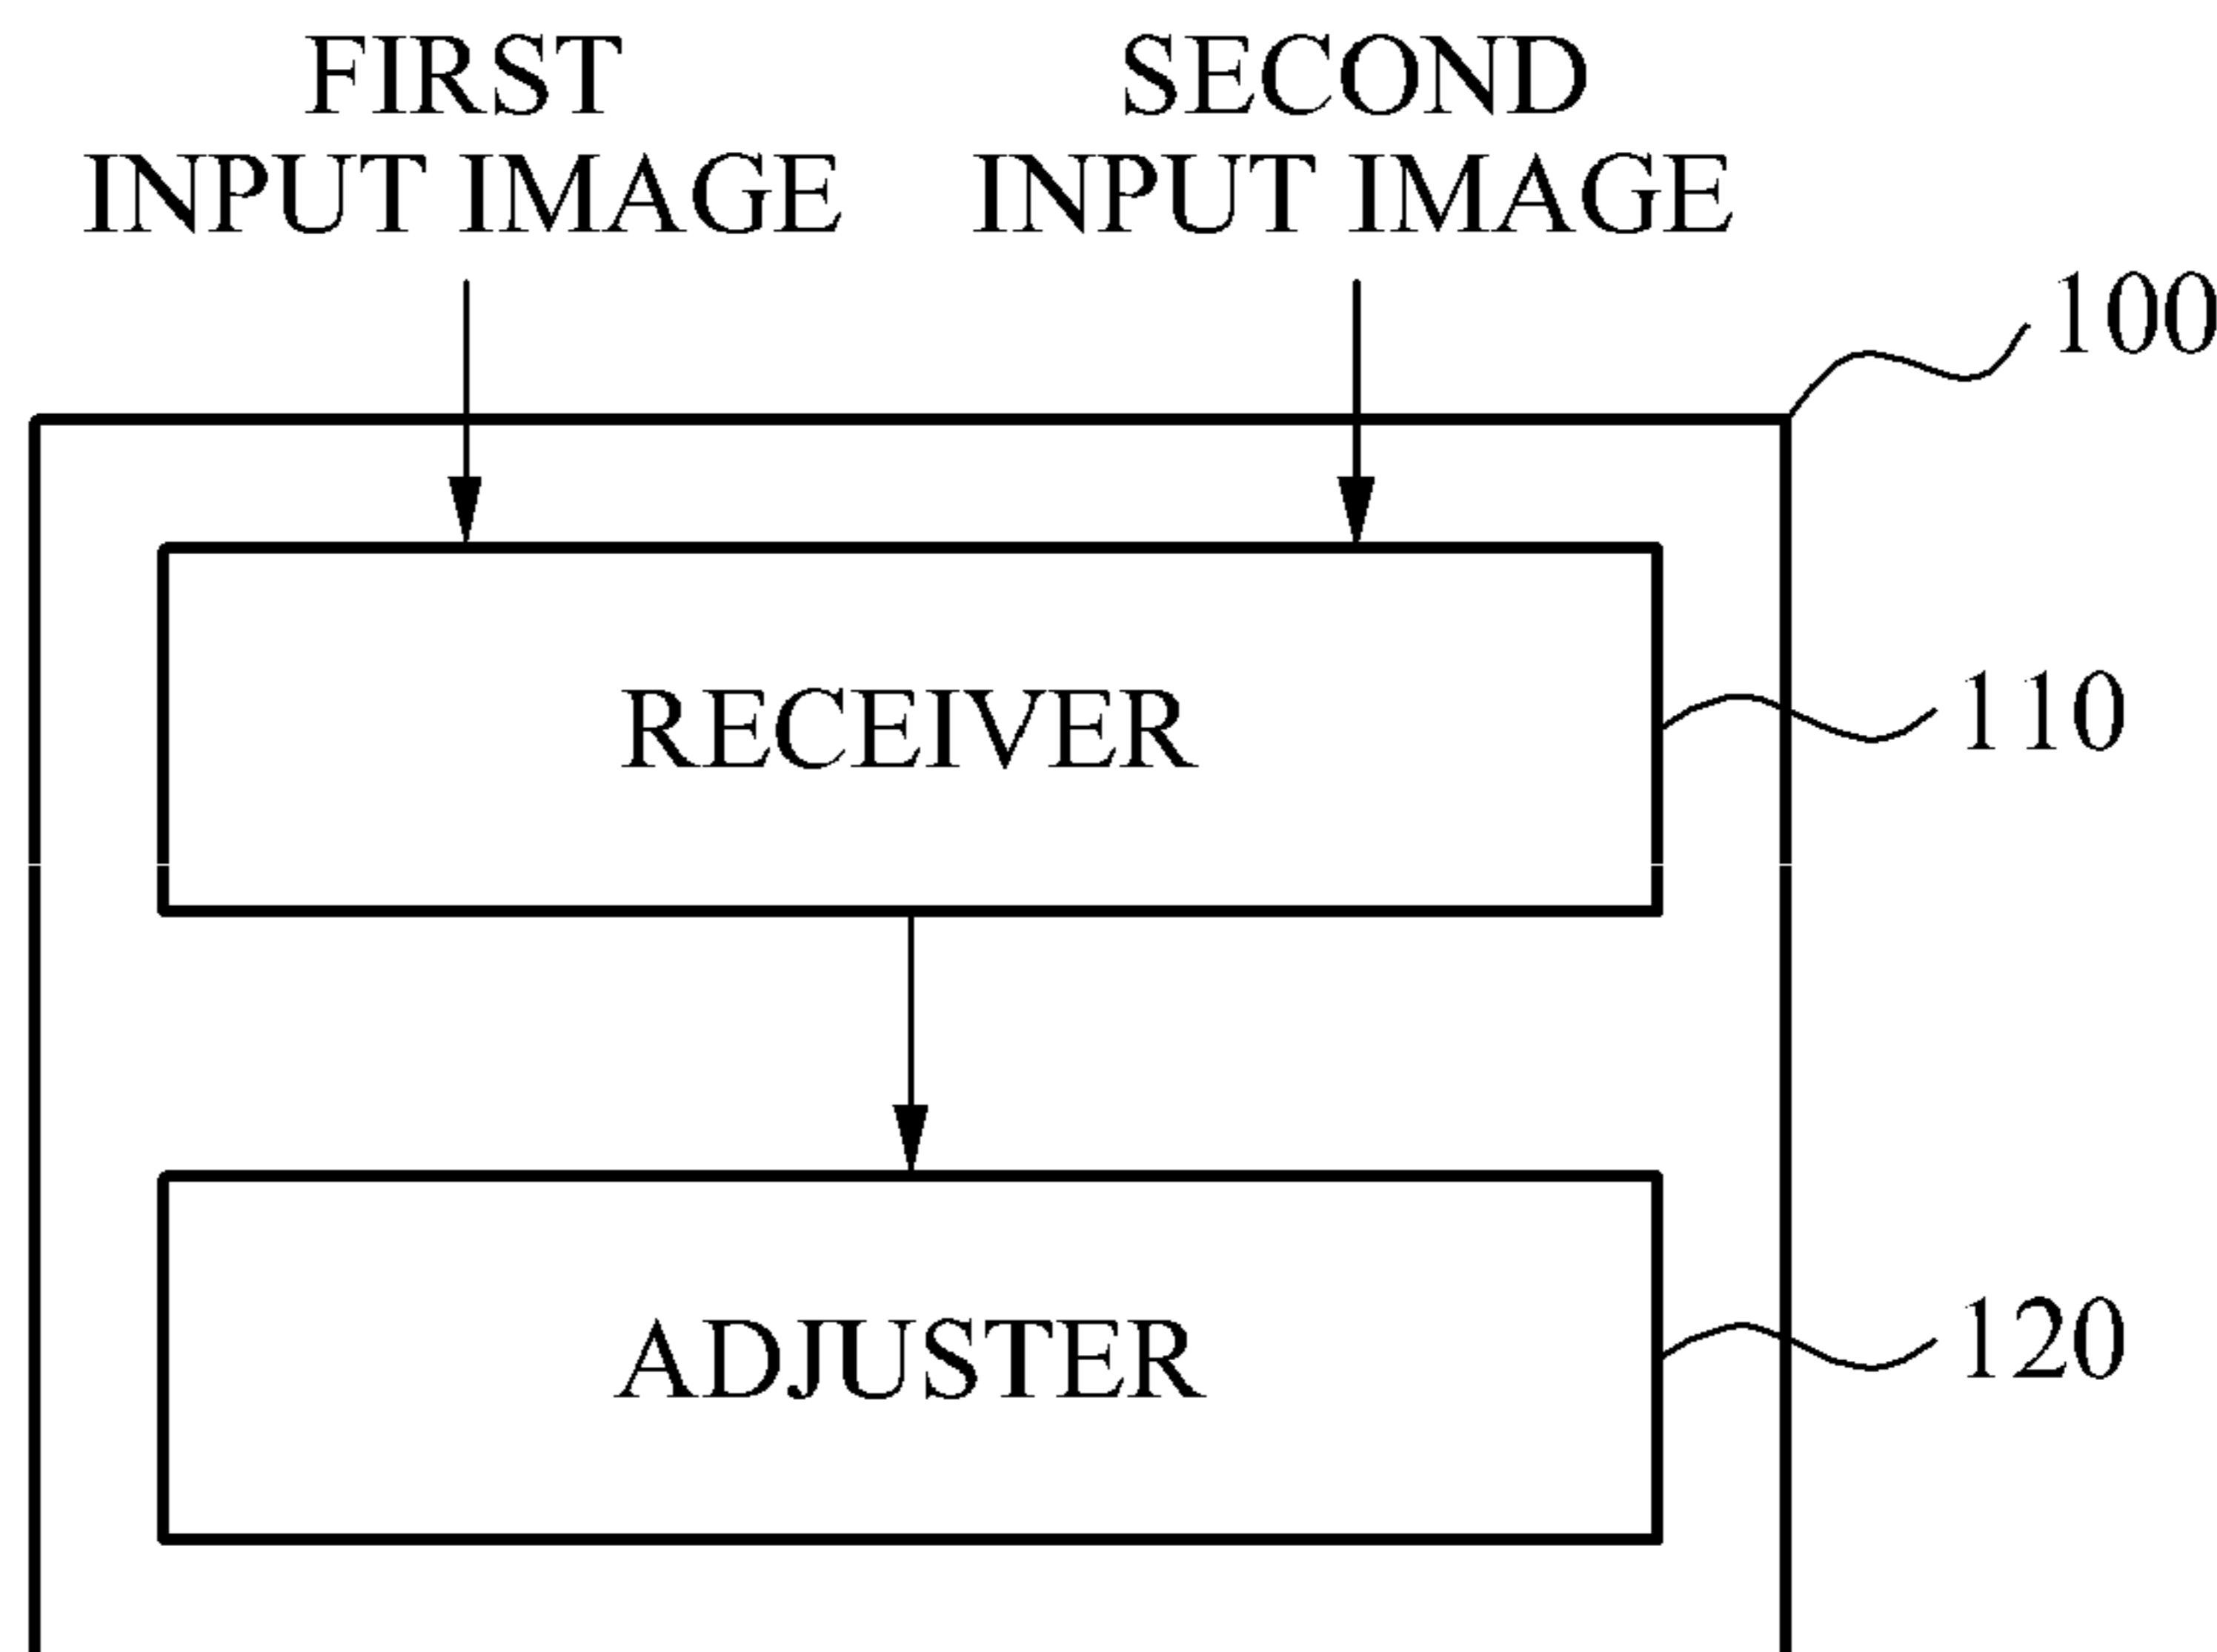 FIRST
INPUT IMAGE
SECOND
INPUT IMAGE
100
RECEIVER
110
ADJUSTER
120